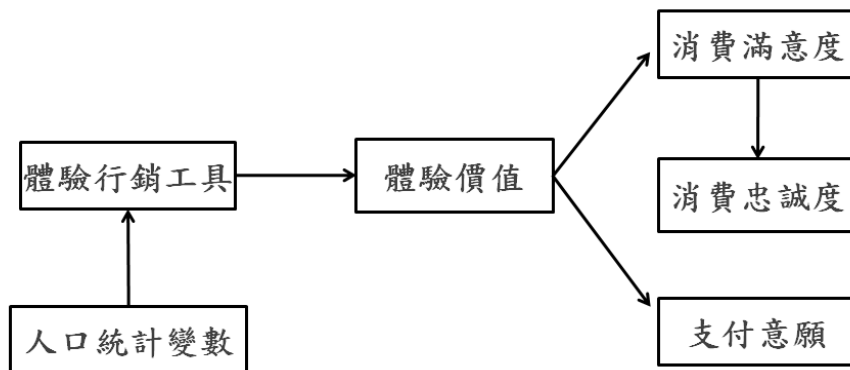 消費滿意度
體驗行銷工具
體驗價值
消費忠誠度
人口統計變數
支付意願